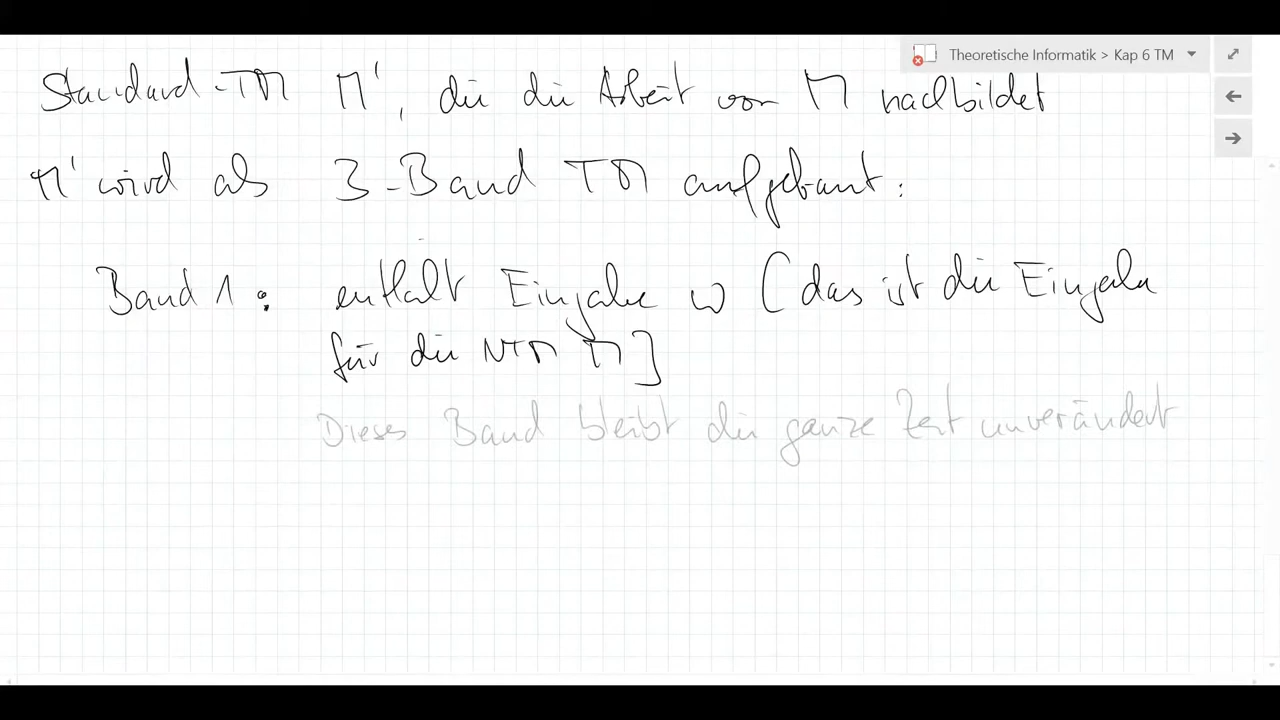 Theoretische Informatik > Kap 6 TM
Standard-TM M', die die Arbeit von M nachbildet
M' wird als 3-Band TM aufgebaut:
Band 1: enthält Eingabe w [das ist die Eingabe
für die NTM M]
Dieses Band bleibt die ganze Zeit unverändert